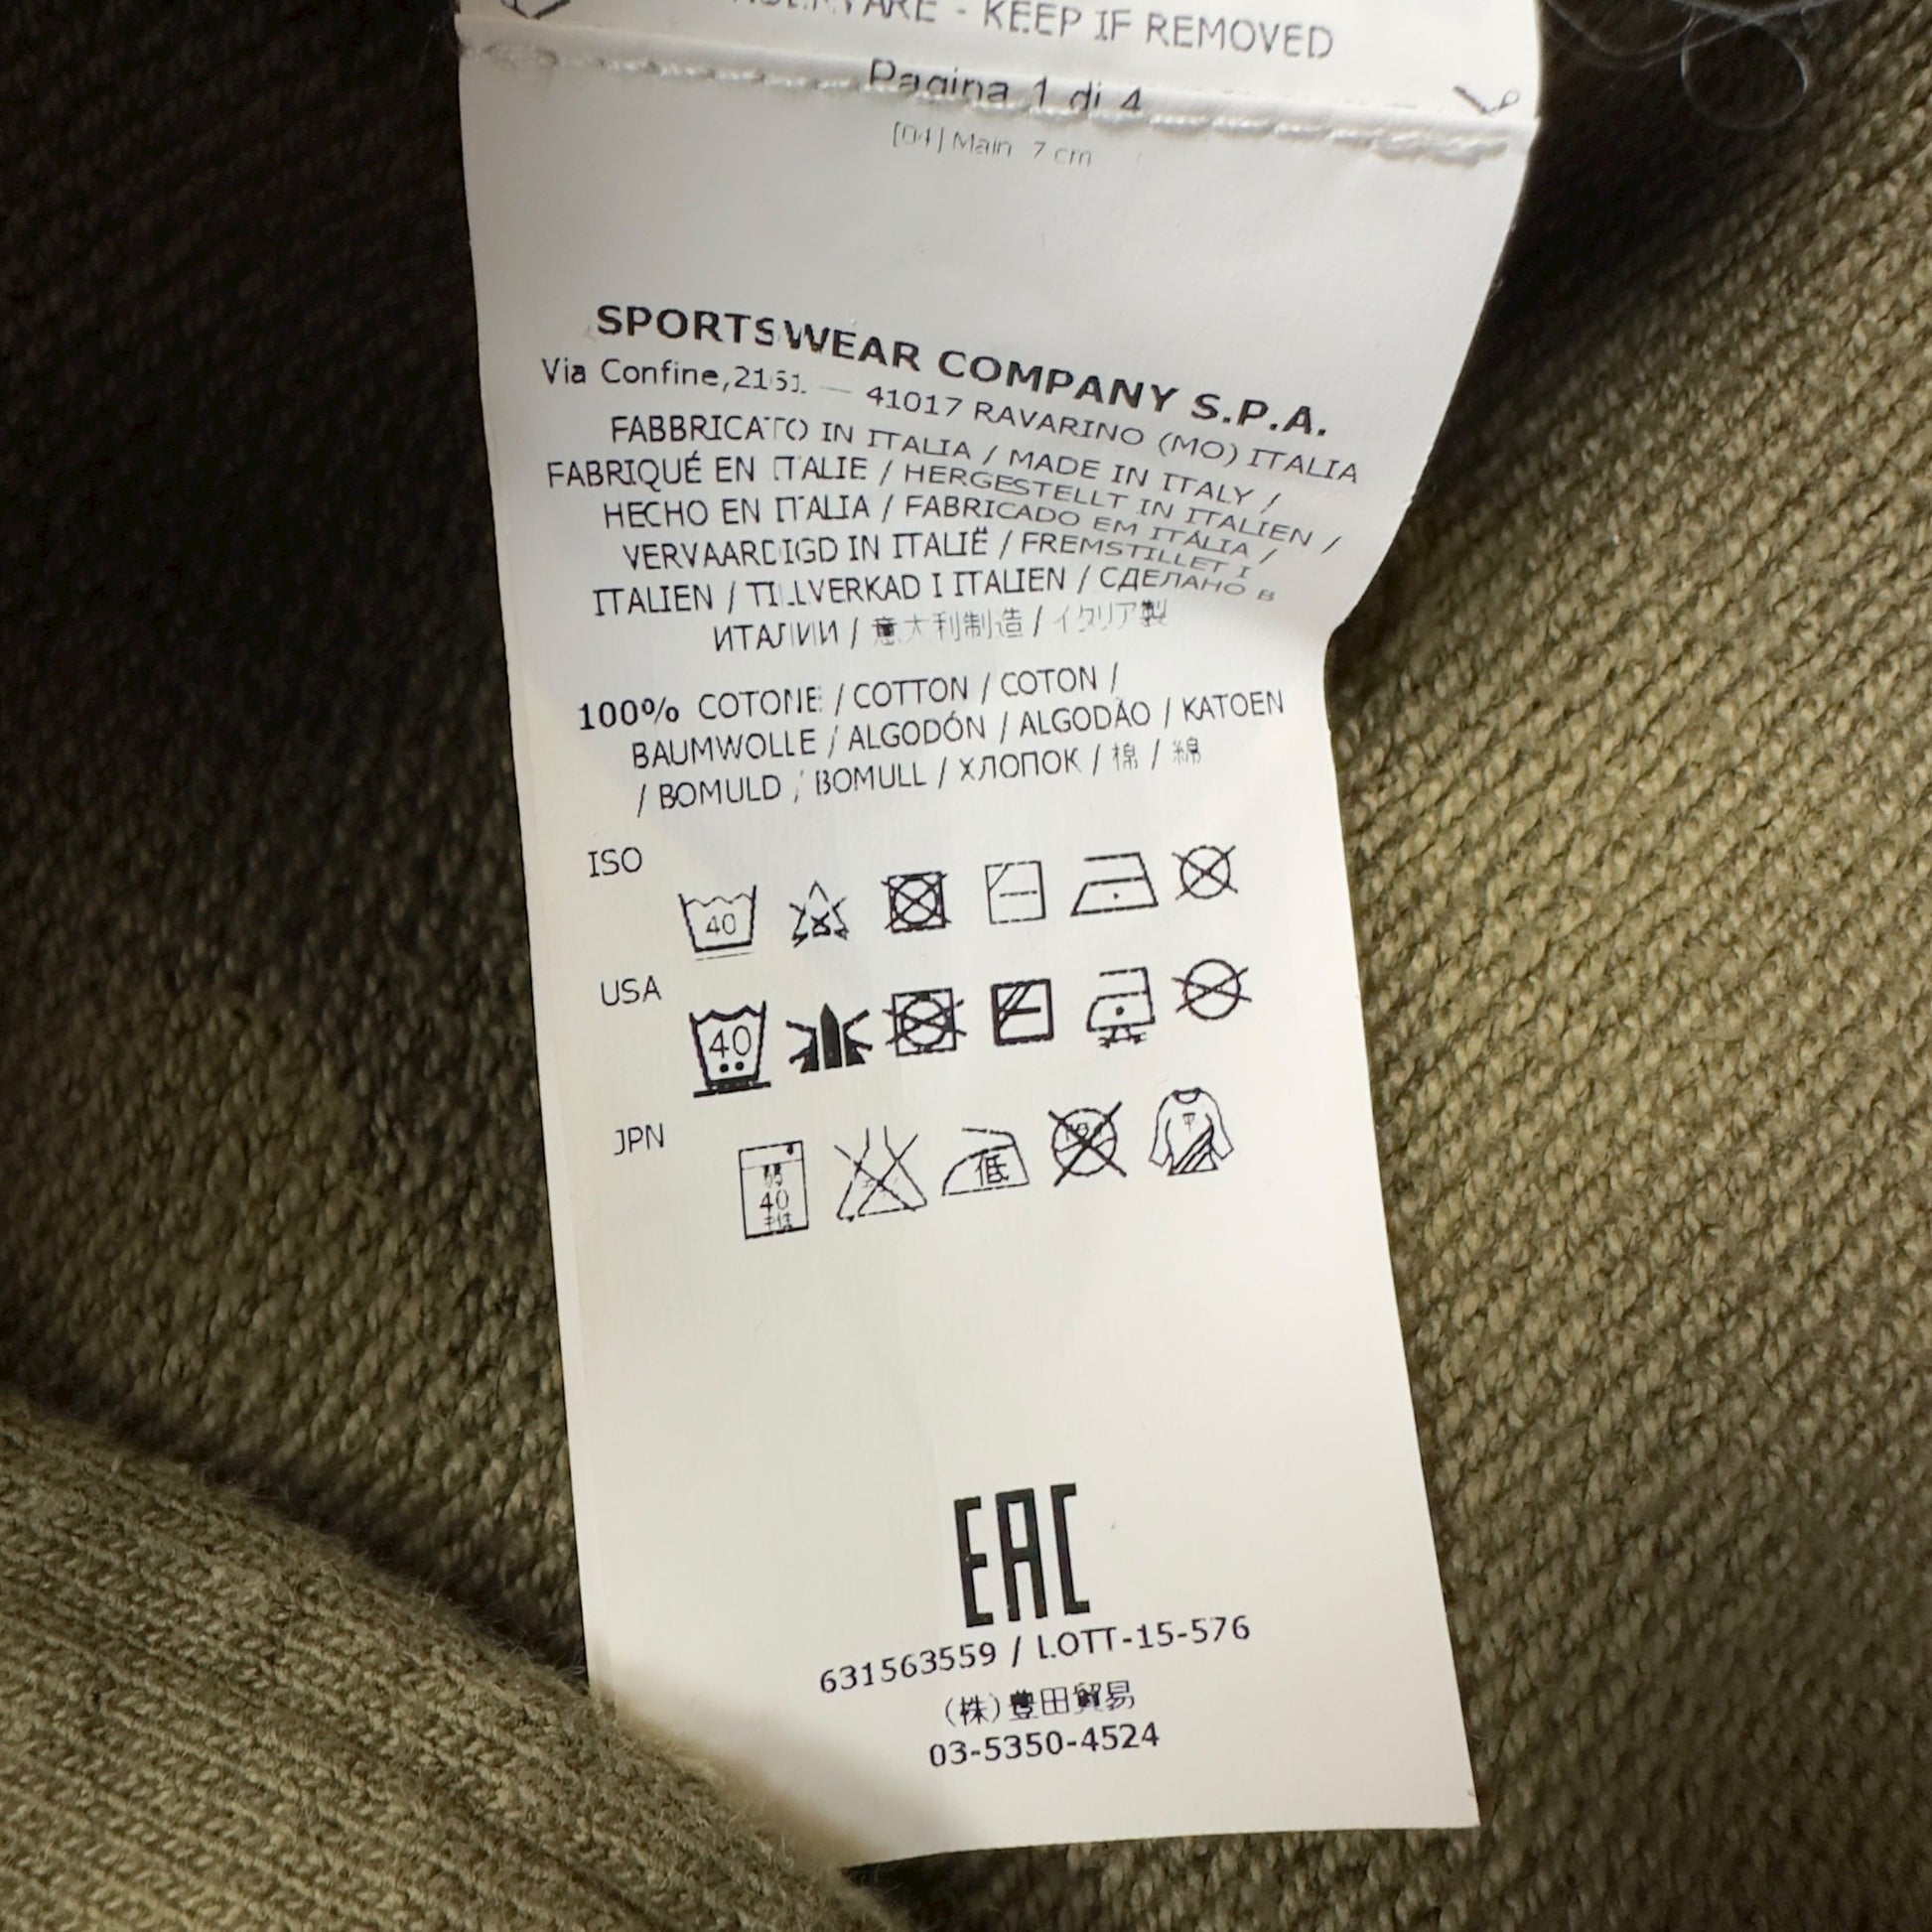 - KEEP IF REMOVED
Pagina 1 di 4
[04] Main 7 cm
SPORTSWEAR COMPANY S.P.A.
Via Confine,2161 — 41017 RAVARINO (MO) ITALIA
FABBRICATO IN ITALIA / MADE IN ITALY /
FABRIQUÉ EN ITALIE / HERGESTELLT IN ITALIEN /
HECHO EN ITALIA / FABRICADO EM ITÁLIA /
VERVAARDIGD IN ITALIË / FREMSTILLET I
ITALIEN / TILLVERKAD I ITALIEN / СДЕЛАНО В
ИТАЛИИ / 意大利制造 / イタリア製
100% COTONE / COTTON / COTON /
BAUMWOLLE / ALGODÓN / ALGODÃO / KATOEN
/ BOMULD / BOMULL / ХЛОПОК / 棉 / 綿
ISO
40
USA
40
JPN
40
低
EAC
631563559 / LOTT-15-576
(株)豊田貿易
03-5350-4524